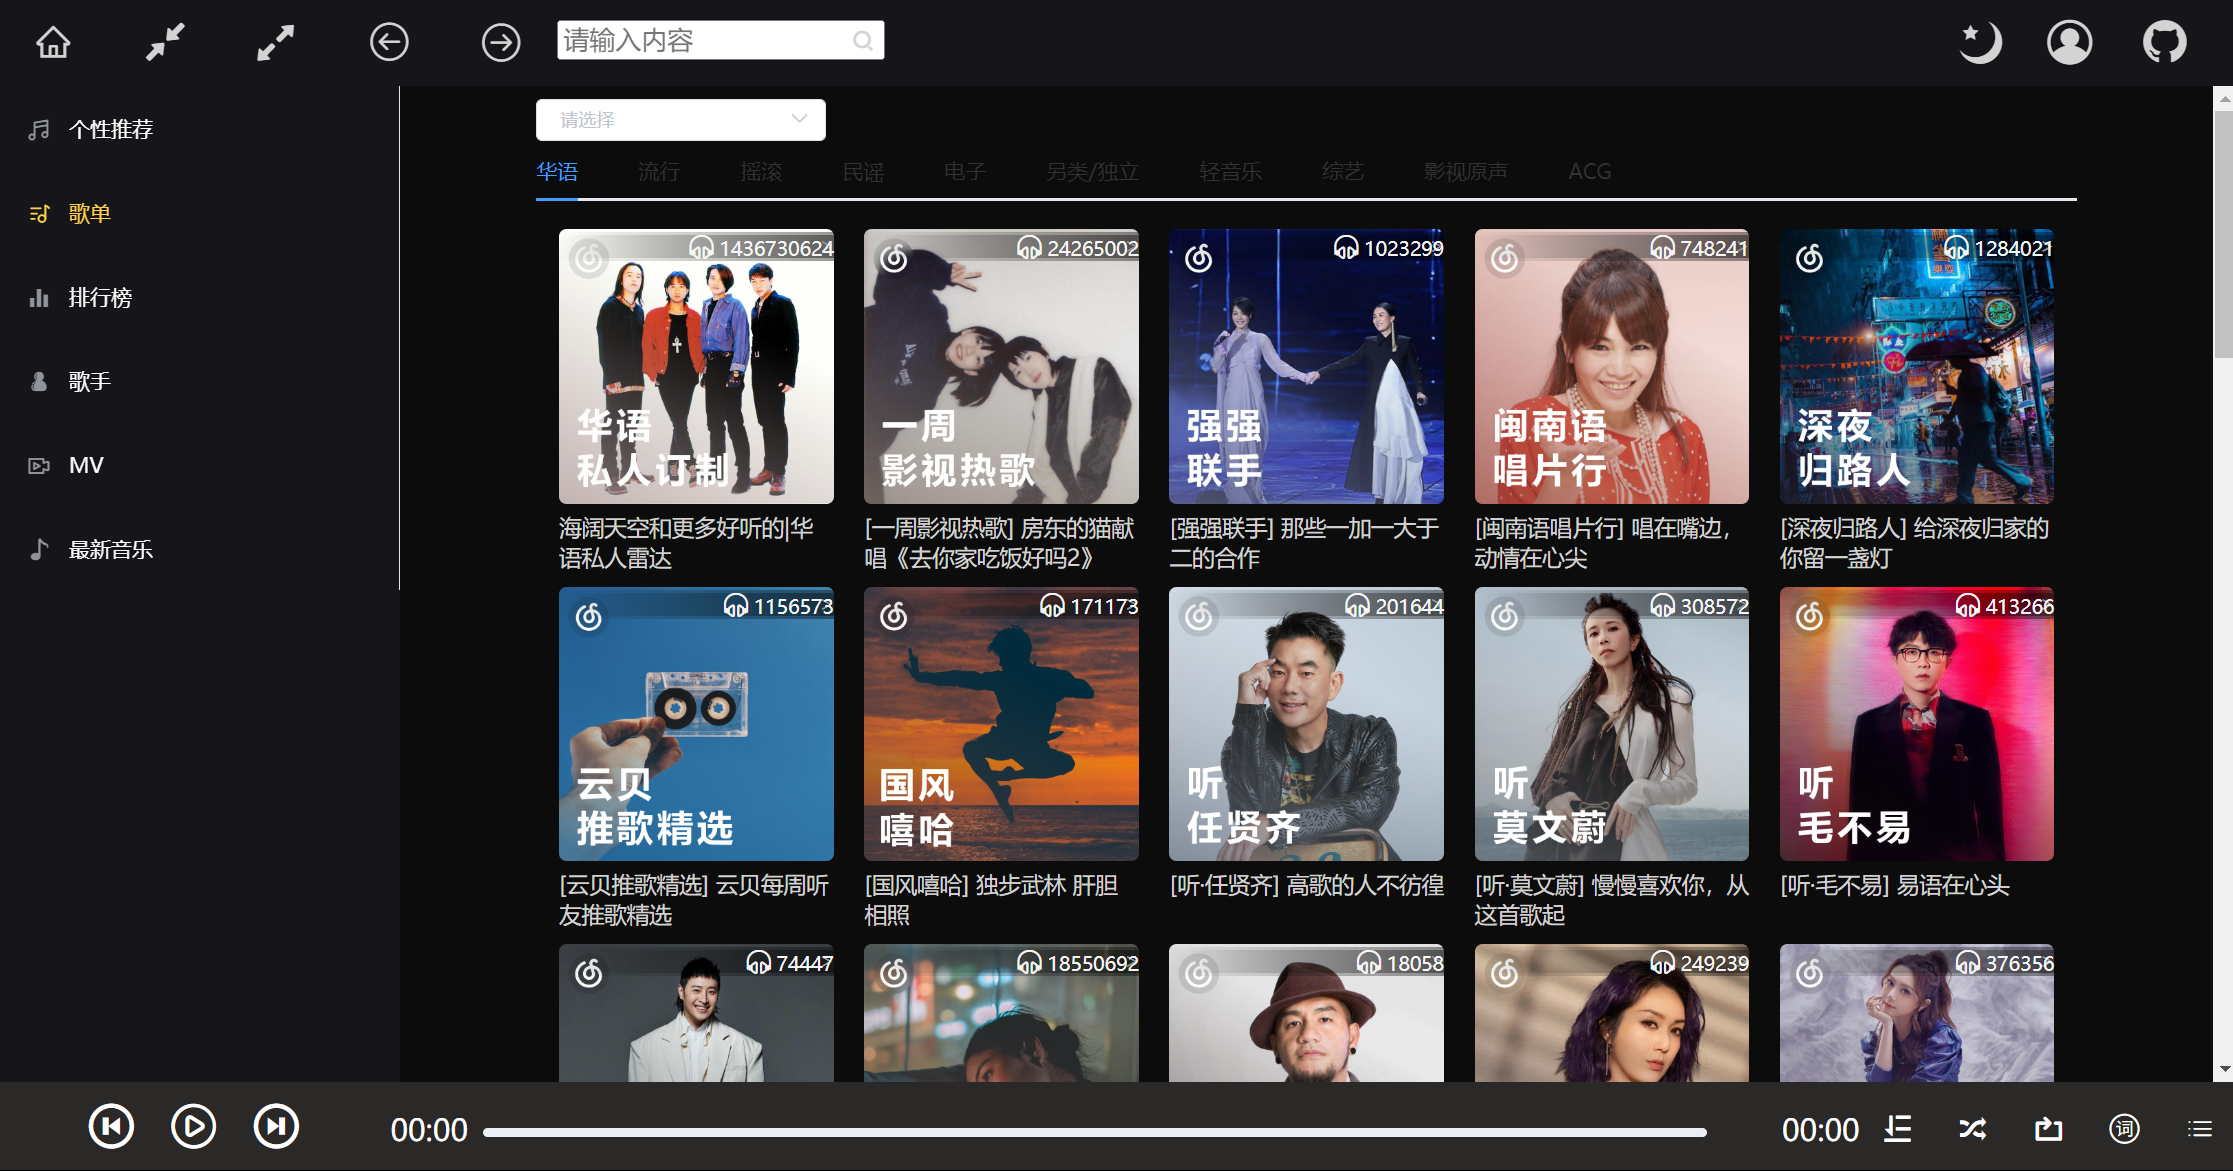 请输入内容
个性推荐
歌单
排行榜
歌手
MV
最新音乐
请选择
华语 流行 摇滚 民谣 电子 另类/独立 轻音乐 综艺 影视原声 ACG
1436730624
华语
私人订制
海阔天空和更多好听的|华
语私人雷达
24265002
一周
影视热歌
[一周影视热歌] 房东的猫献
唱《去你家吃饭好吗2》
1023299
强强
联手
[强强联手] 那些一加一大于
二的合作
748241
闽南语
唱片行
[闽南语唱片行] 唱在嘴边，
动情在心尖
1284021
深夜
归路人
[深夜归路人] 给深夜归家的
你留一盏灯
1156573
云贝
推歌精选
[云贝推歌精选] 云贝每周听
友推歌精选
171173
国风
嘻哈
[国风嘻哈] 独步武林 肝胆
相照
201644
听
任贤齐
[听·任贤齐] 高歌的人不彷徨
308572
听
莫文蔚
[听·莫文蔚] 慢慢喜欢你，从
这首歌起
413266
听
毛不易
[听·毛不易] 易语在心头
74447
18550692
18058
249239
376356
00:00
00:00
词